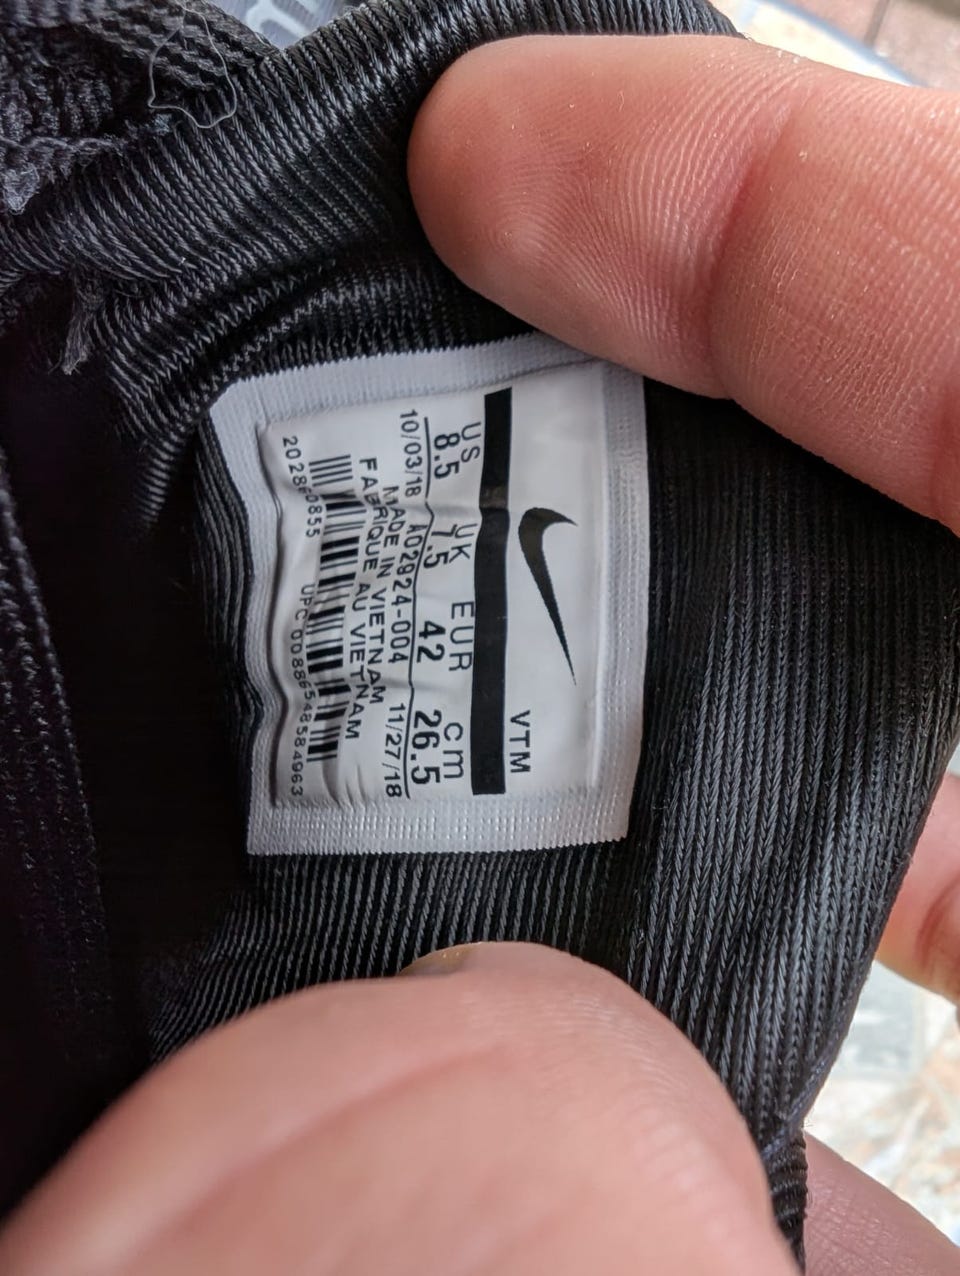 VTM
US UK EUR cm
8.5 7.5 42 26.5
10/03/18 AO2924-004 11/27/18
MADE IN VIETNAM
FABRIQUE AU VIETNAM
UPC 00886548584963